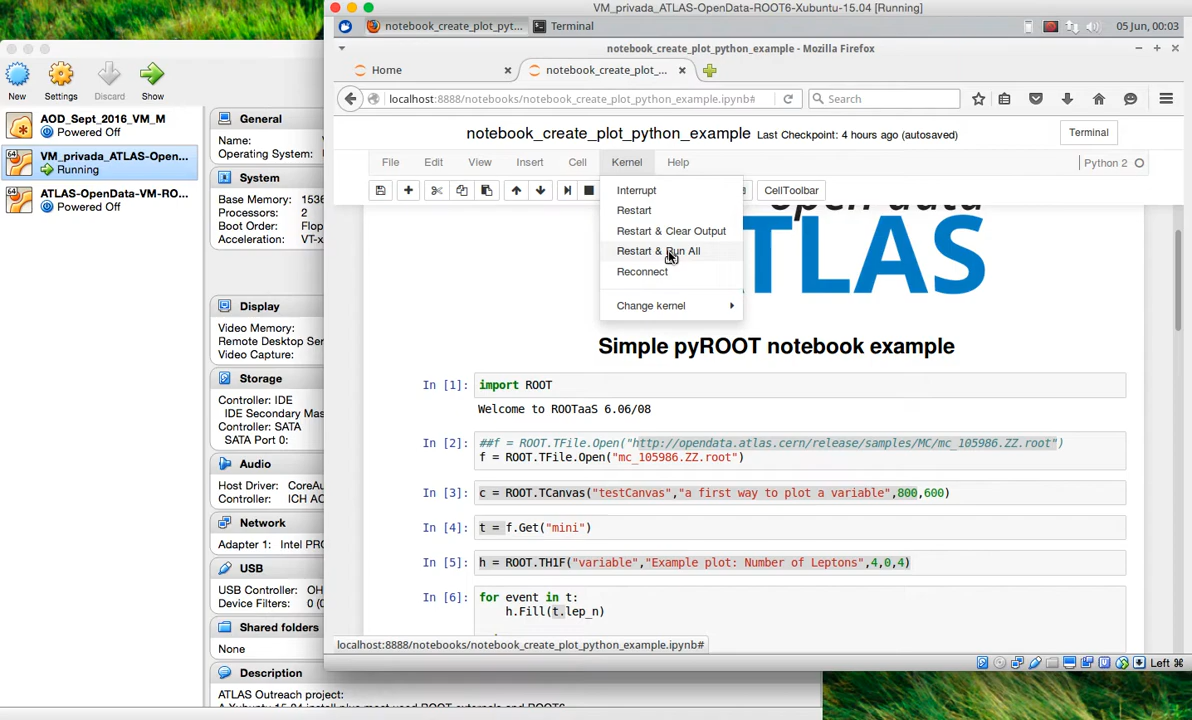 VM_privada_ATLAS-OpenData-ROOT6-Xubuntu-15.04 [Running]
notebook_create_plot_pyt...
Terminal
05 Jun, 00:03
notebook_create_plot_python_example - Mozilla Firefox
Home
notebook_create_plot_...
localhost:8888/notebooks/notebook_create_plot_python_example.ipynb#
Search
notebook_create_plot_python_example Last Checkpoint: 4 hours ago (autosaved)
Terminal
File Edit View Insert Cell Kernel Help
Python 2
CellToolbar
Interrupt
Restart
Restart & Clear Output
Restart & Run All
Reconnect
Change kernel
open data
TLAS
Simple pyROOT notebook example
In [1]: import ROOT
Welcome to ROOTaaS 6.06/08
In [2]: ##f = ROOT.TFile.Open("http://opendata.atlas.cern/release/samples/MC/mc_105986.ZZ.root")
f = ROOT.TFile.Open("mc_105986.ZZ.root")
In [3]: c = ROOT.TCanvas("testCanvas","a first way to plot a variable",800,600)
In [4]: t = f.Get("mini")
In [5]: h = ROOT.TH1F("variable","Example plot: Number of Leptons",4,0,4)
In [6]: for event in t:
h.Fill(t.lep_n)
localhost:8888/notebooks/notebook_create_plot_python_example.ipynb#
Left ⌘
New Settings Discard Show
AOD_Sept_2016_VM_M
Powered Off
VM_privada_ATLAS-Open...
Running
ATLAS-OpenData-VM-RO...
Powered Off
General
Name:
Operating System:
System
Base Memory: 1536
Processors: 2
Boot Order: Flop
Acceleration: VT-x
Display
Video Memory:
Remote Desktop Ser
Video Capture:
Storage
Controller: IDE
IDE Secondary Mas
Controller: SATA
SATA Port 0:
Audio
Host Driver: CoreAu
Controller: ICH AC
Network
Adapter 1: Intel PRO
USB
USB Controller: OH
Device Filters: 0 (0
Shared folders
None
Description
ATLAS Outreach project: